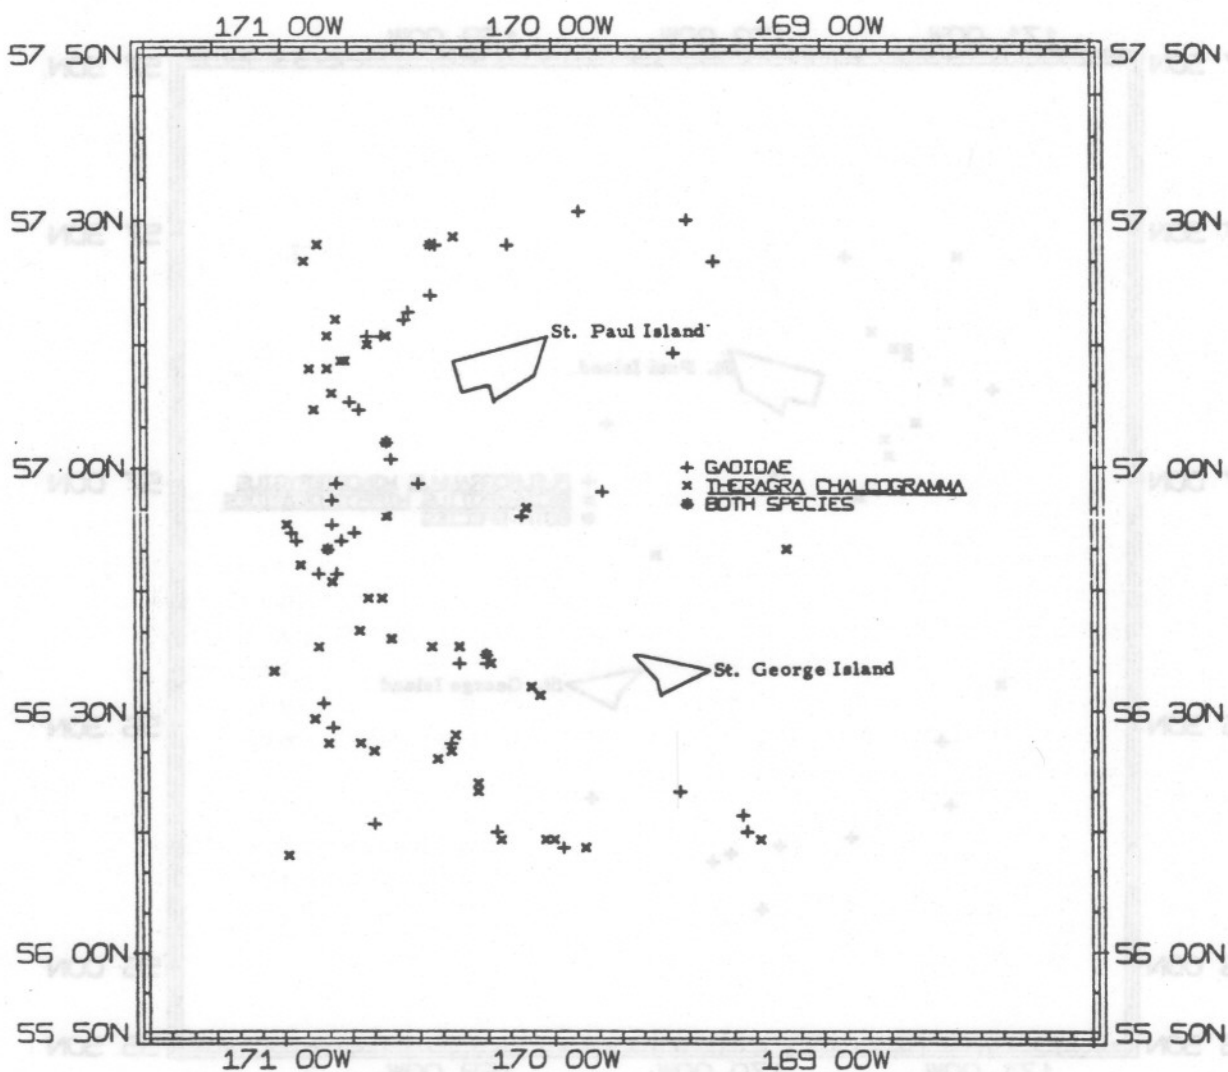 171 00W 170 00W 169 00W
57 50N 57 50N
57 30N 57 30N
St. Paul Island
57 00N 57 00N
+ GADIDAE
× THERAGRA CHALCOGRAMMA
* BOTH SPECIES
St. George Island
56 30N 56 30N
56 00N 56 00N
55 50N 55 50N
171 00W 170 00W 169 00W